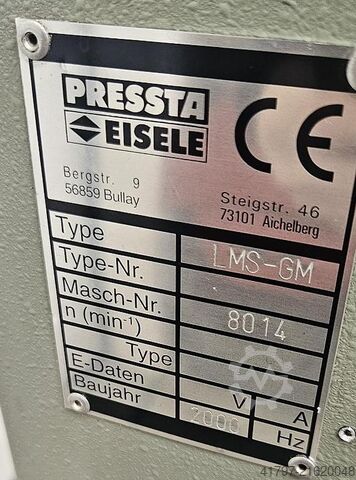 PRESSTA
EISELE
CE
Bergstr. 9
56859 Bullay
Steigstr. 46
73101 Aichelberg
Type LMS-GM
Type-Nr.
Masch-Nr. 8014
n (min-1)
Type
E-Daten V A
Baujahr 2000 Hz
41797-21620048